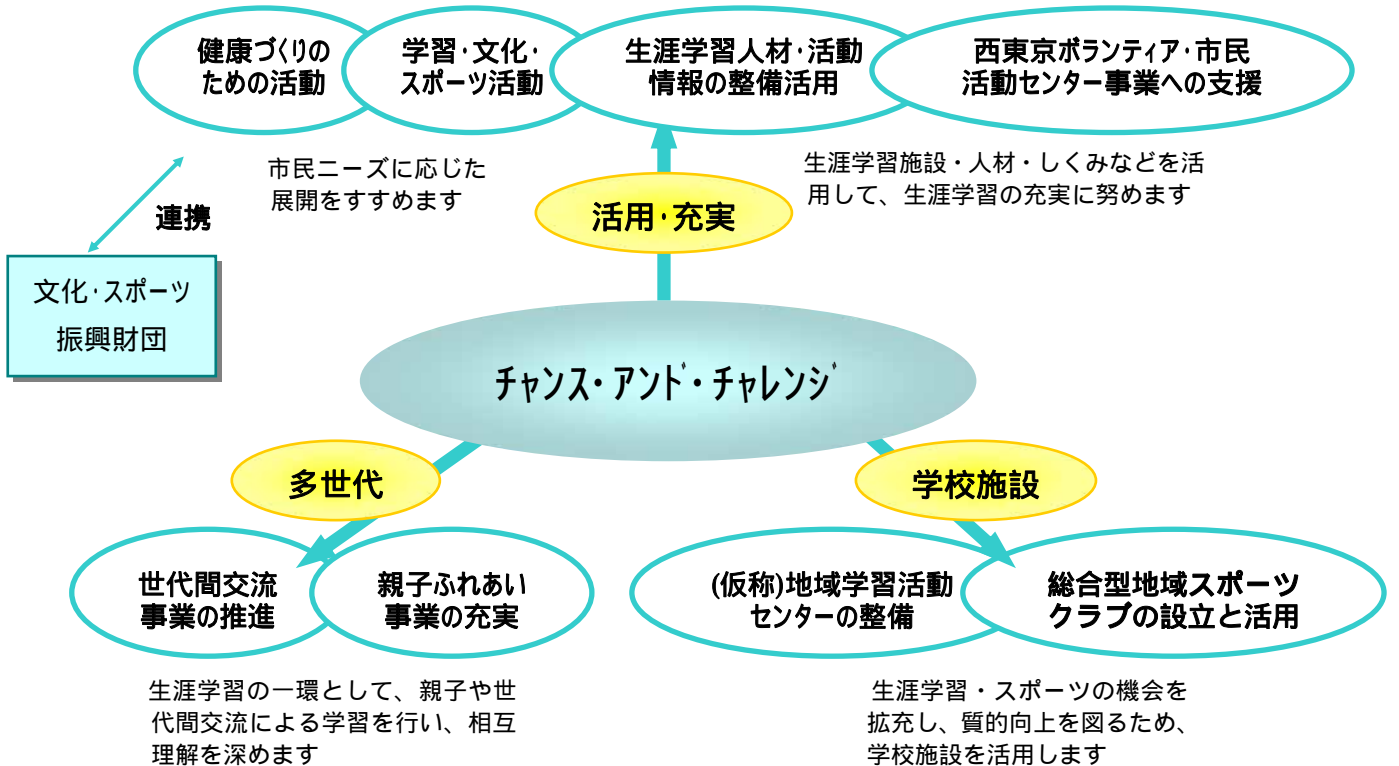 健康づくりの
ための活動
学習・文化・
スポーツ活動
生涯学習人材・活動
情報の整備活用
西東京ボランティア・市民
活動センター事業への支援
市民ニーズに応じた
展開をすすめます
生涯学習施設・人材・しくみなどを活
用して、生涯学習の充実に努めます
連携
活用・充実
文化・スポーツ
振興財団
チャンス・アンド・チャレンジ
多世代
学校施設
世代間交流
事業の推進
親子ふれあい
事業の充実
(仮称)地域学習活動
センターの整備
総合型地域スポーツ
クラブの設立と活用
生涯学習の一環として、親子や世
代間交流による学習を行い、相互
理解を深めます
生涯学習・スポーツの機会を
拡充し、質的向上を図るため、
学校施設を活用します